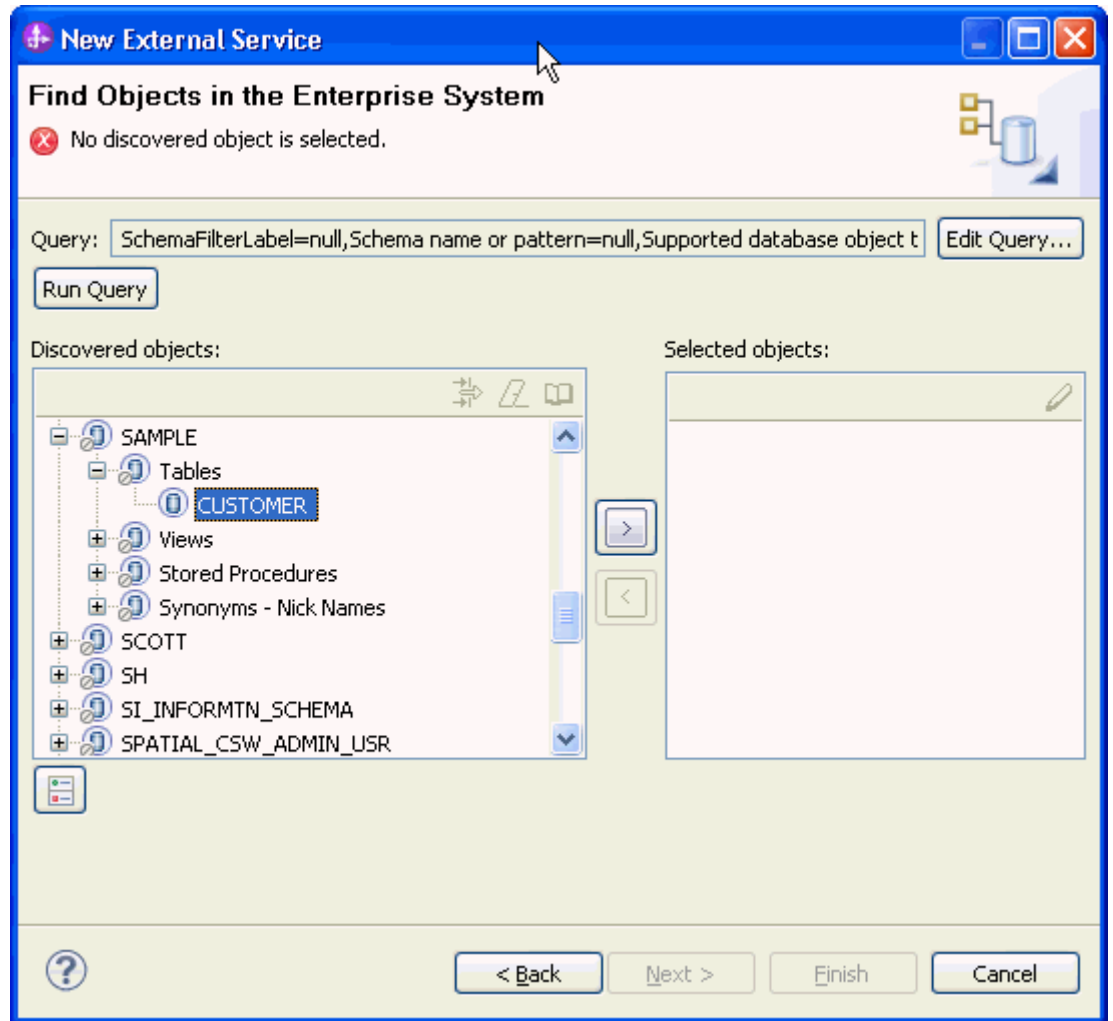 New External Service
Find Objects in the Enterprise System
No discovered object is selected.
Query: SchemaFilterLabel=null,Schema name or pattern=null,Supported database object t Edit Query...
Run Query
Discovered objects: Selected objects:
SAMPLE
Tables
CUSTOMER
>
Views
Stored Procedures
<
Synonyms - Nick Names
SCOTT
SH
SI_INFORMTN_SCHEMA
SPATIAL_CSW_ADMIN_USR
? < Back Next > Finish Cancel